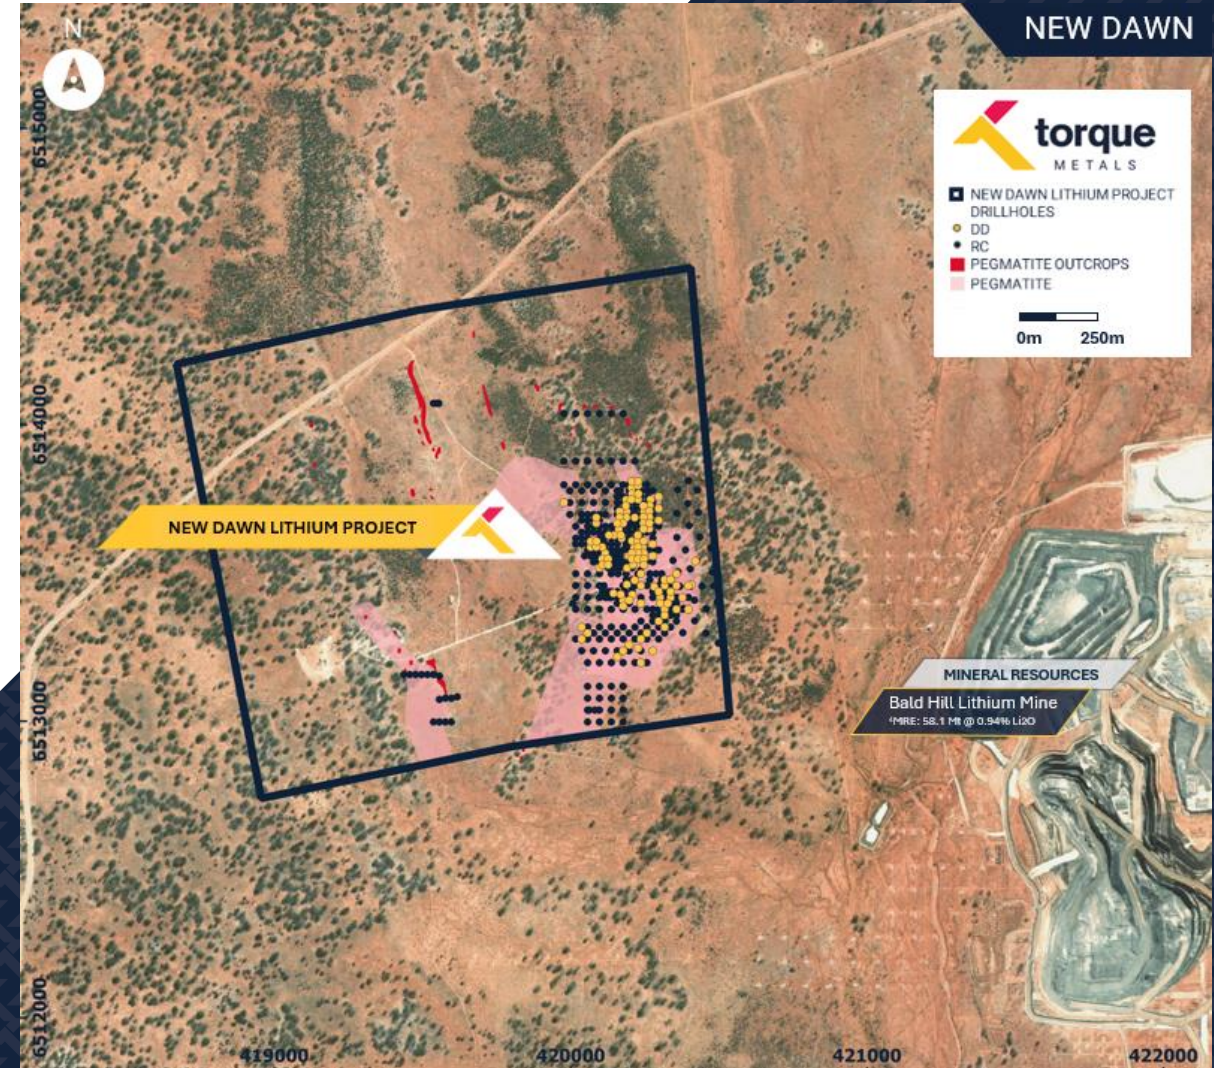 NEW DAWN
N
torque
METALS
NEW DAWN LITHIUM PROJECT
DRILLHOLES
DD
RC
PEGMATITE OUTCROPS
PEGMATITE
0m 250m
6515000
6514000
NEW DAWN LITHIUM PROJECT
MINERAL RESOURCES
Bald Hill Lithium Mine
⁴MRE: 58.1 Mt @ 0.94% Li2O
6513000
6512000
419000 420000 421000 422000